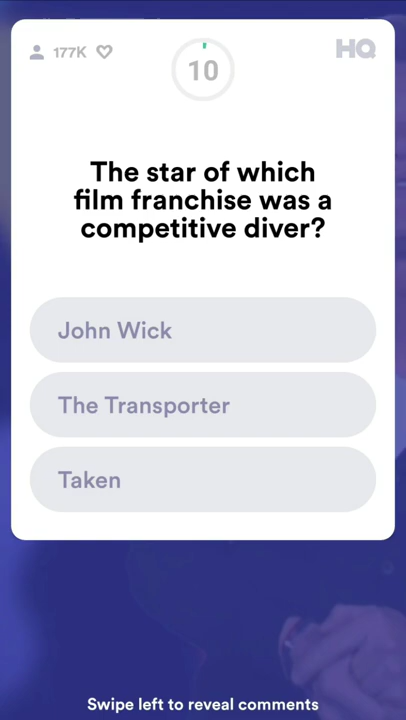 177K
10
HQ
The star of which
film franchise was a
competitive diver?
John Wick
The Transporter
Taken
Swipe left to reveal comments